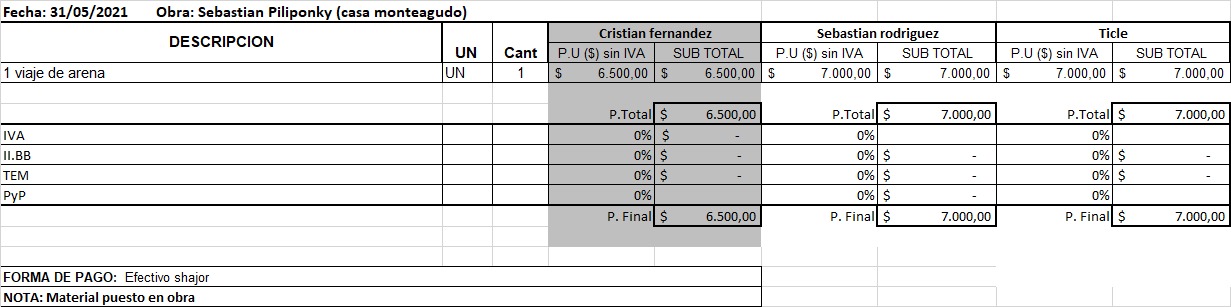 Fecha: 31/05/2021 Obra: Sebastian Piliponky (casa monteagudo)
DESCRIPCION UN Cant Cristian fernandez Sebastian rodriguez Ticle
P.U ($) sin IVA SUB TOTAL P.U ($) sin IVA SUB TOTAL P.U ($) sin IVA SUB TOTAL
1 viaje de arena UN 1 $ 6.500,00 $ 6.500,00 $ 7.000,00 $ 7.000,00 $ 7.000,00 $ 7.000,00
P.Total $ 6.500,00 P.Total $ 7.000,00 P.Total $ 7.000,00
IVA 0% $ - 0% 0%
II.BB 0% $ - 0% $ - 0% $ -
TEM 0% $ - 0% $ - 0% $ -
PyP 0% 0% $ - 0%
P. Final $ 6.500,00 P. Final $ 7.000,00 P. Final $ 7.000,00
FORMA DE PAGO: Efectivo shajor
NOTA: Material puesto en obra